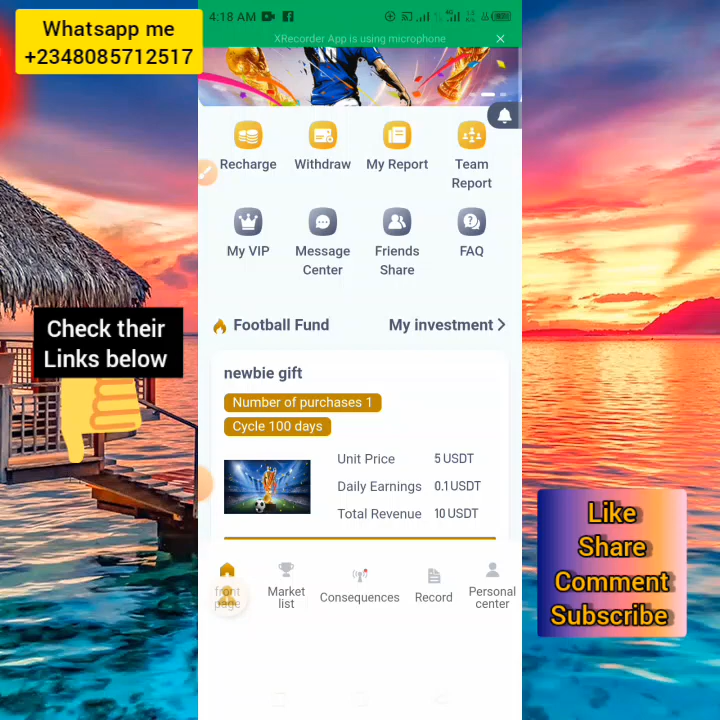 Whatsapp me
+2348085712517
4:18 AM
XRecorder App is using microphone
Recharge
Withdraw
My Report
Team
Report
My VIP
Message
Center
Friends
Share
FAQ
Check their
Links below
Football Fund
My investment
newbie gift
Number of purchases 1
Cycle 100 days
Unit Price 5 USDT
Daily Earnings 0.1 USDT
Total Revenue 10 USDT
Like
Share
Comment
Subscribe
front
page
Market
list
Consequences
Record
Personal
center